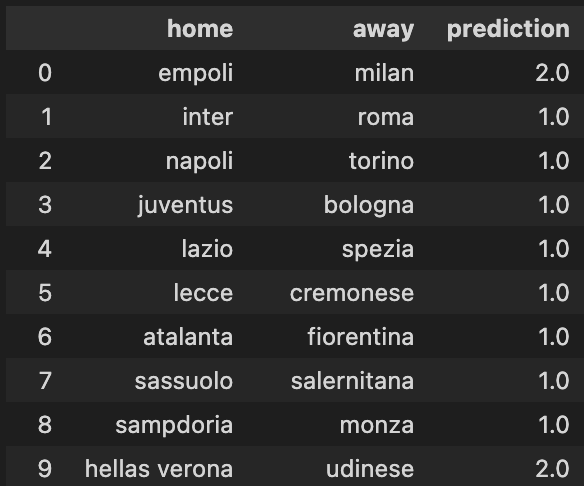 home away prediction
0 empoli milan 2.0
1 inter roma 1.0
2 napoli torino 1.0
3 juventus bologna 1.0
4 lazio spezia 1.0
5 lecce cremonese 1.0
6 atalanta fiorentina 1.0
7 sassuolo salernitana 1.0
8 sampdoria monza 1.0
9 hellas verona udinese 2.0